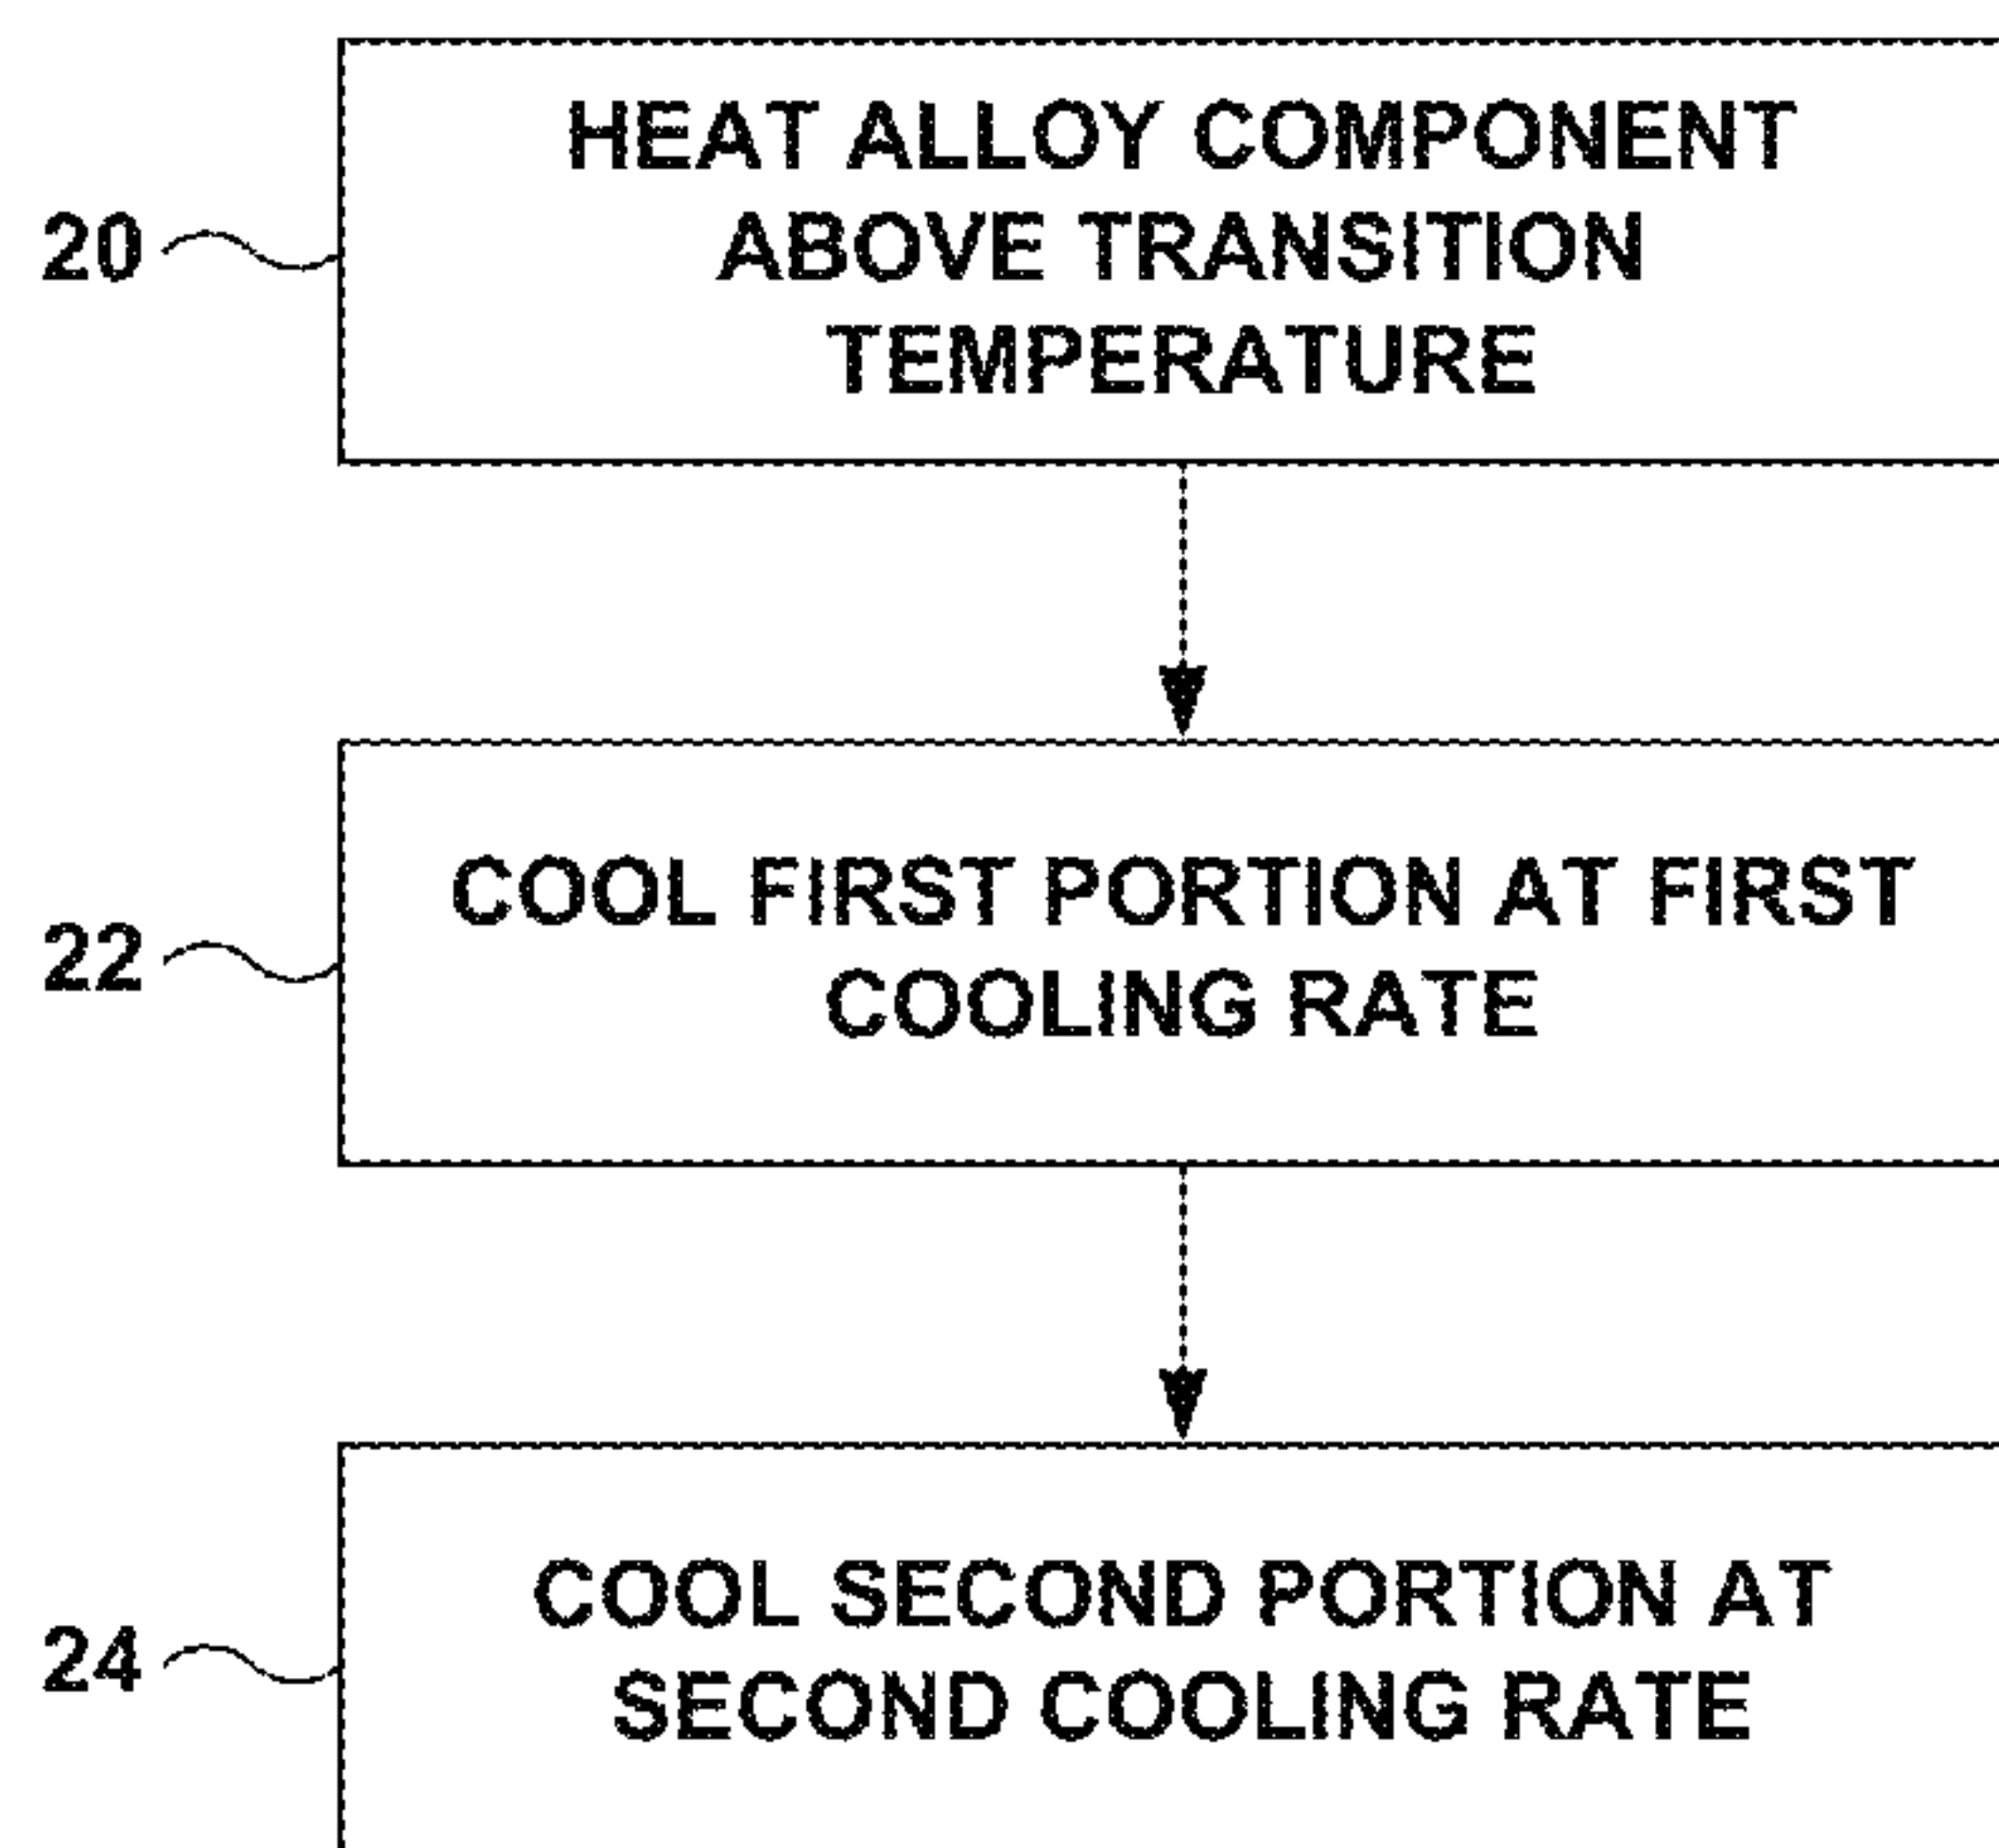 HEAT ALLOY COMPONENT
ABOVE TRANSITION
TEMPERATURE
20
COOL FIRST PORTION AT FIRST
COOLING RATE
22
COOL SECOND PORTION AT
SECOND COOLING RATE
24